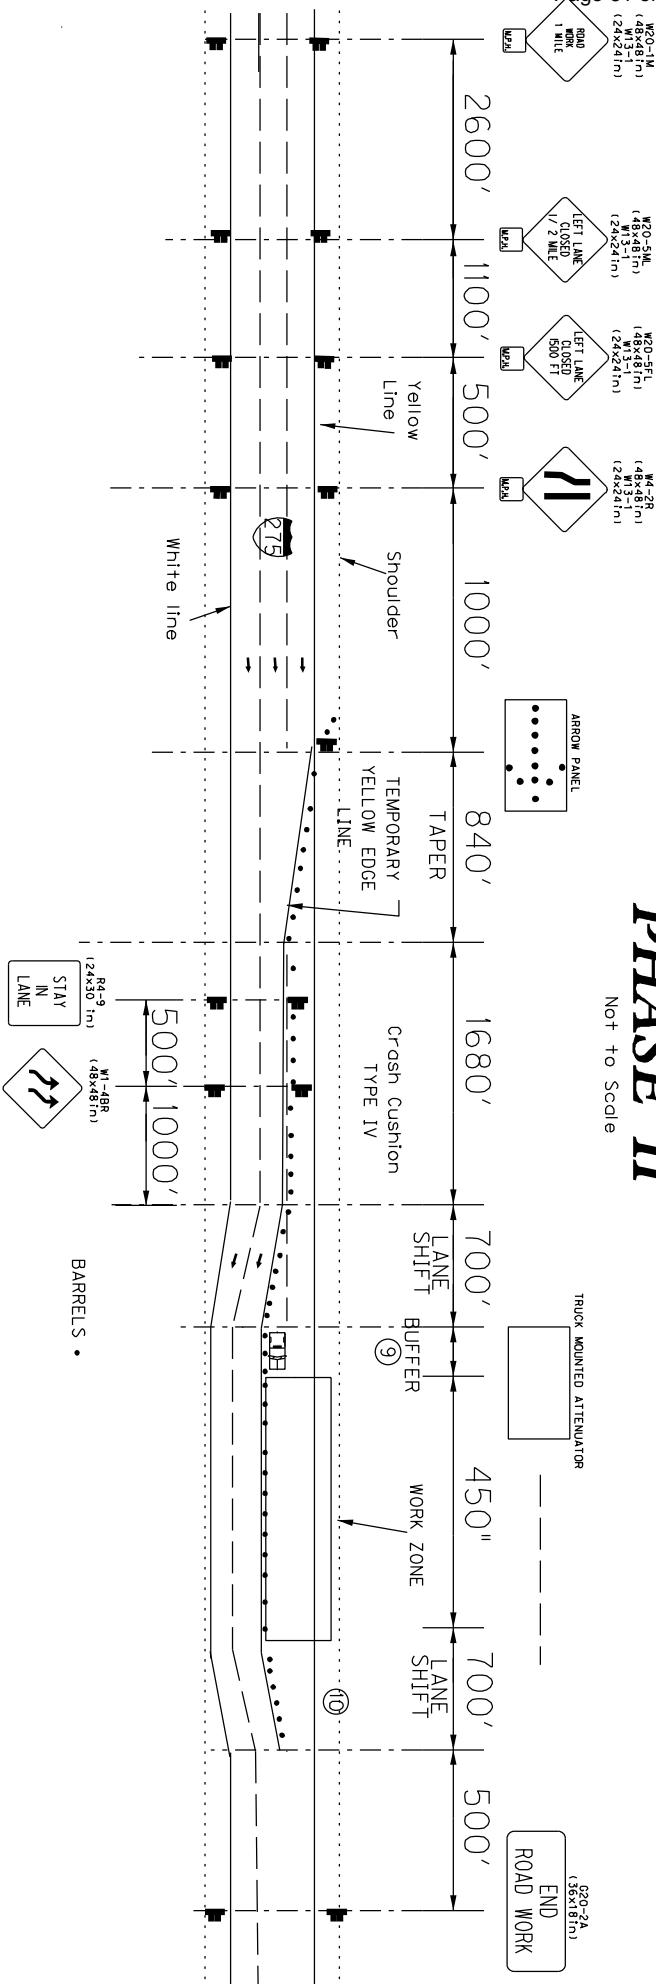 PHASE II
Not to Scale
W20-1M
(48x48in)
W13-1
(24x24in)
ROAD
WORK
1 MILE
M.P.H.
W20-5ML
(48x48in)
W13-1
(24x24in)
LEFT LANE
CLOSED
1/ 2 MILE
M.P.H.
W20-5FL
(48x48in)
W13-1
(24x24in)
LEFT LANE
CLOSED
1500 FT
M.P.H.
W4-2R
(48x48in)
W13-1
(24x24in)
M.P.H.
ARROW PANEL
TRUCK MOUNTED ATTENUATOR
G20-2A
(36x18in)
END
ROAD WORK
2600'
1100'
500'
1000'
840'
TAPER
1680'
700'
LANE
SHIFT
BUFFER
9
450"
700'
LANE
SHIFT
500'
Yellow
Line
Shoulder
TEMPORARY
YELLOW EDGE
LINE
Crash Cushion
TYPE IV
WORK ZONE
10
275
White line
500'
1000'
R4-9
(24x30 in)
STAY
IN
LANE
W1-4BR
(48x48in)
BARRELS •